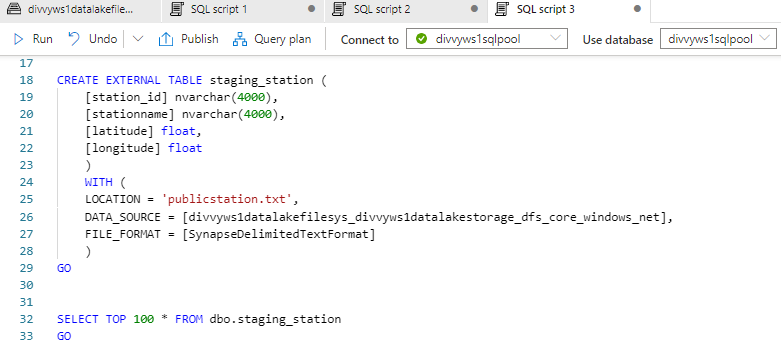 divvyws1datalakefile...
SQL script 1
SQL script 2
SQL script 3
Run
Undo
Publish
Query plan
Connect to
divvyws1sqlpool
Use database
divvyws1sqlpool
17
18 CREATE EXTERNAL TABLE staging_station (
19 [station_id] nvarchar(4000),
20 [stationname] nvarchar(4000),
21 [latitude] float,
22 [longitude] float
23 )
24 WITH (
25 LOCATION = 'publicstation.txt',
26 DATA_SOURCE = [divvyws1datalakefilesys_divvyws1datalakestorage_dfs_core_windows_net],
27 FILE_FORMAT = [SynapseDelimitedTextFormat]
28 )
29 GO
30
31
32 SELECT TOP 100 * FROM dbo.staging_station
33 GO